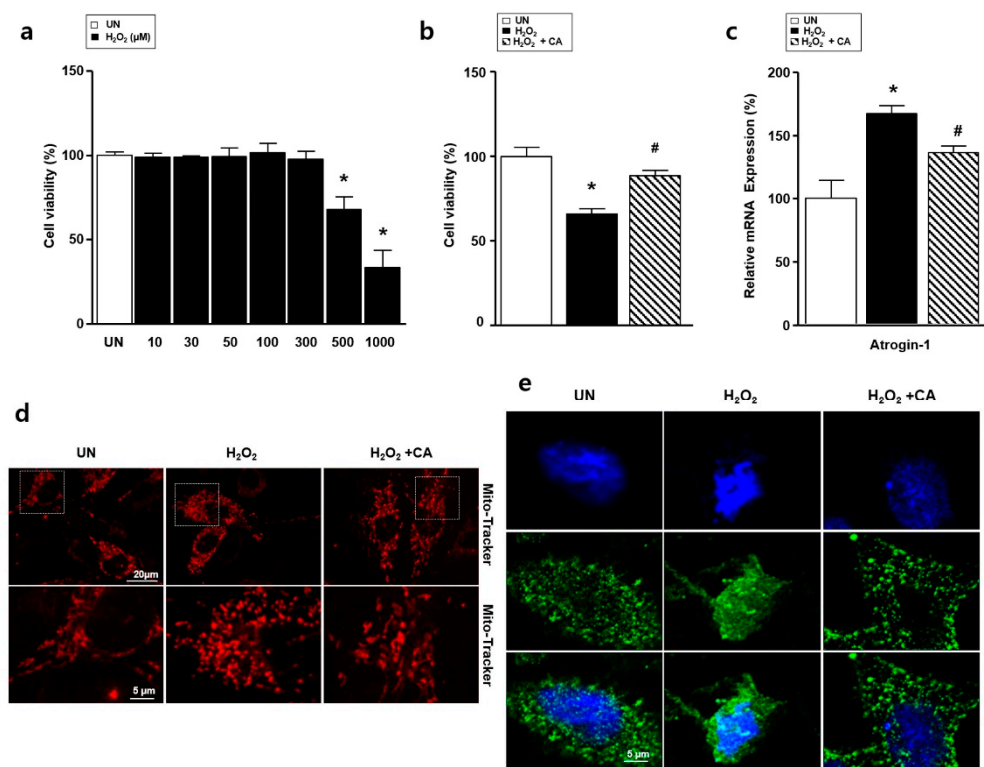 a
UN
H₂O₂ (µM)
Cell viability (%)
150
100
50
0
*
*
UN 10 30 50 100 300 500 1000
b
UN
H₂O₂
H₂O₂ + CA
Cell viability (%)
150
100
50
0
*
#
c
UN
H₂O₂
H₂O₂ + CA
Relative mRNA Expression (%)
200
150
100
50
0
*
#
Atrogin-1
d
UN H₂O₂ H₂O₂ +CA
20µm
Mito-Tracker
5 µm
Mito-Tracker
e
UN H₂O₂ H₂O₂ +CA
5 µm